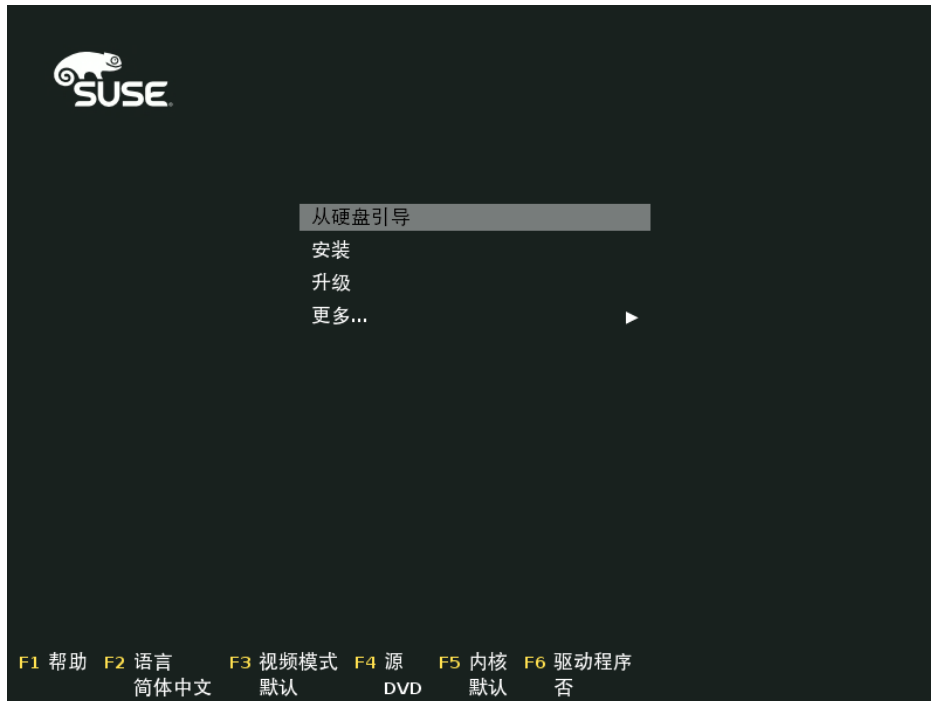 SUSE
从硬盘引导
安装
升级
更多...
F1 帮助 F2 语言 F3 视频模式 F4 源 F5 内核 F6 驱动程序
简体中文 默认 DVD 默认 否